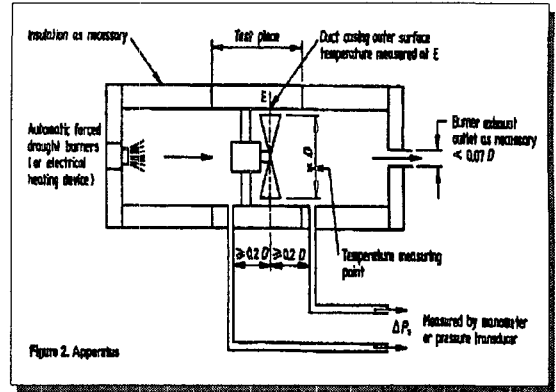 Insulation as necessary
Test place
Duct casing outer surface
temperature measured at E
E
Automatic forced
draught burners
(or electrical
heating device)
Burner exhaust
outlet as necessary
< 0.07 D
D
≥ 0.2 D
≥ 0.2 D
Temperature measuring
point
ΔPs
Measured by manometer
or pressure transducer
Figure 2. Apparatus